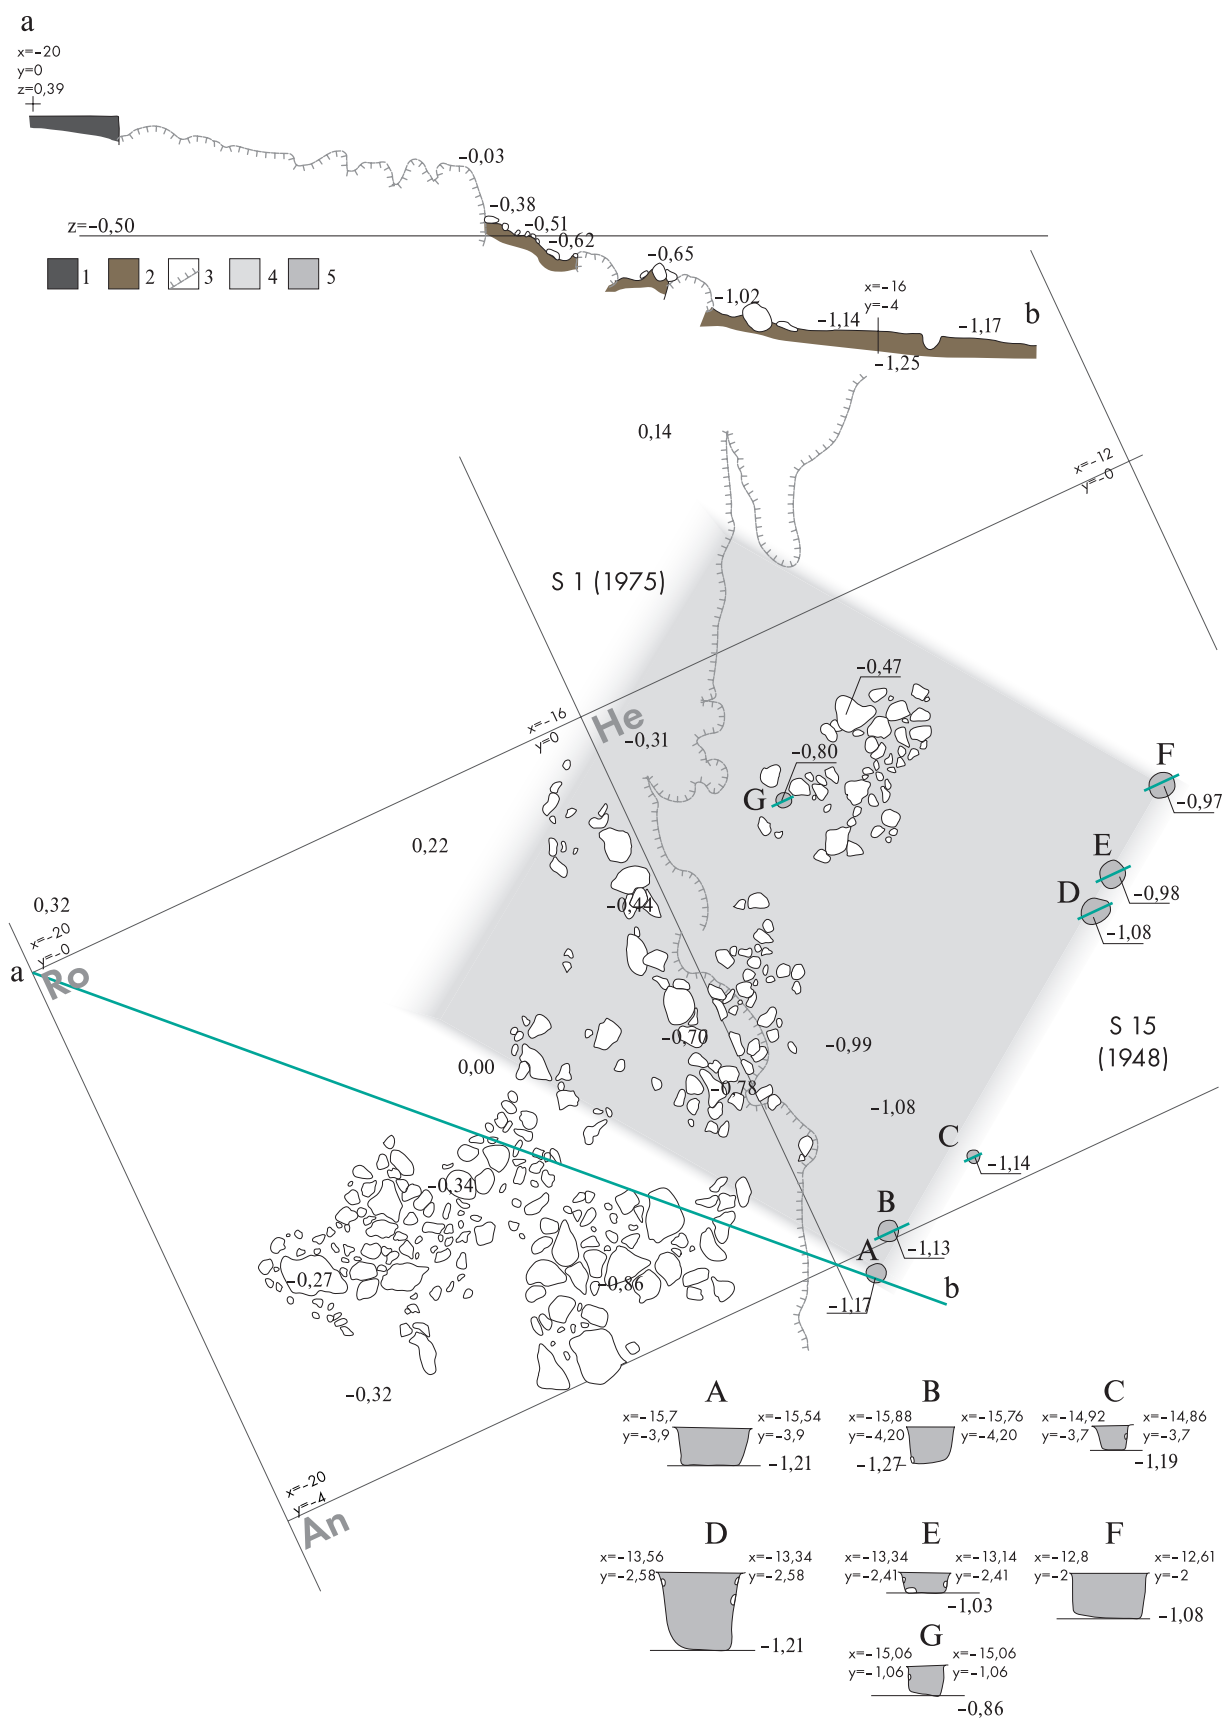 a
x=-20
y=0
z=0,39
-0,03
-0,38
-0,51
-0,62
z=-0,50
-0,65
-1,02
x=-16
y=-4
-1,14
-1,17
b
-1,25
1
2
3
4
5
0,14
x=-12
y=-0
S 1 (1975)
-0,47
x=-16
y=0
He
-0,31
-0,80
G
F
-0,97
0,22
E
-0,98
D
-1,08
0,32
-0,44
x=-20
y=-0
a
Ro
S 15
(1948)
-0,70
-0,99
0,00
-0,78
-1,08
C
-1,14
-0,34
B
-1,13
A
-0,27
-0,86
-1,17
b
-0,32
x=-20
y=-4
An
A
x=-15,7
y=-3,9
x=-15,54
y=-3,9
-1,21
B
x=-15,88
y=-4,20
x=-15,76
y=-4,20
-1,27
C
x=-14,92
y=-3,7
x=-14,86
y=-3,7
-1,19
D
x=-13,56
y=-2,58
x=-13,34
y=-2,58
-1,21
E
x=-13,34
y=-2,41
x=-13,14
y=-2,41
-1,03
F
x=-12,8
y=-2
x=-12,61
y=-2
-1,08
G
x=-15,06
y=-1,06
x=-15,06
y=-1,06
-0,86